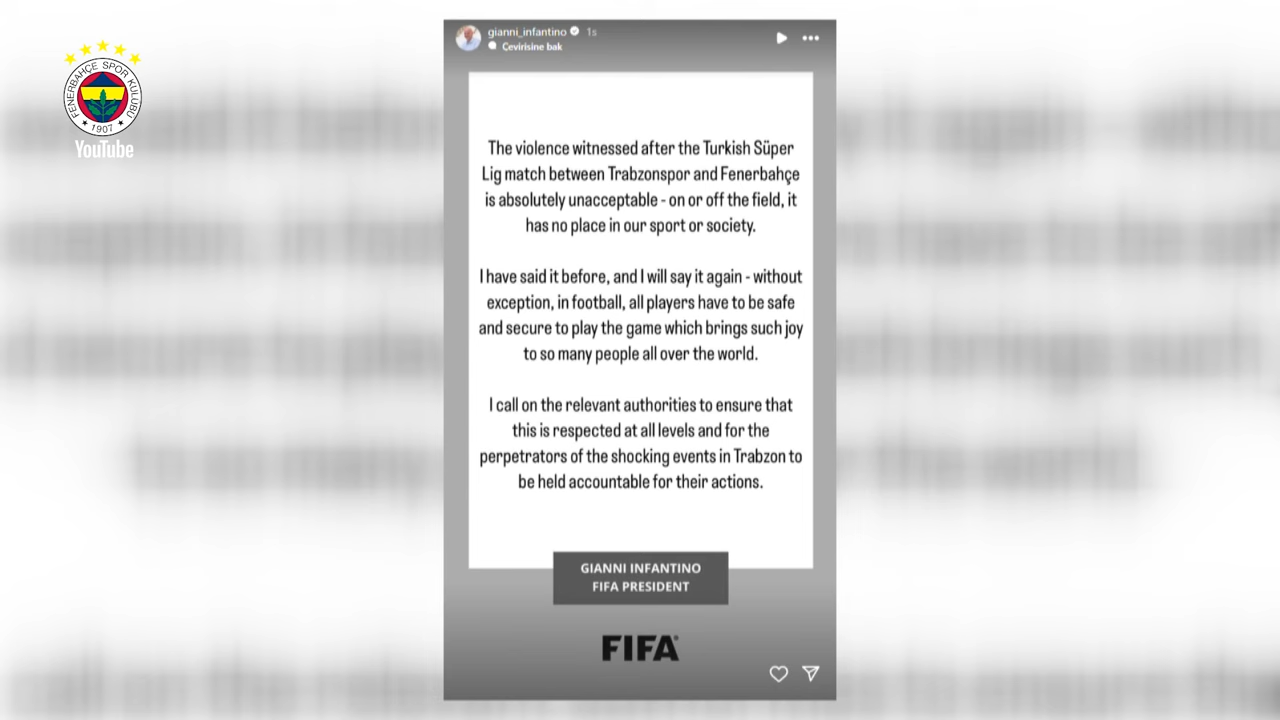 FENERBAHÇE SPOR KULÜBÜ
1907
YouTube
gianni_infantino 1s
Çevirisine bak
The violence witnessed after the Turkish Süper
Lig match between Trabzonspor and Fenerbahçe
is absolutely unacceptable - on or off the field, it
has no place in our sport or society.
I have said it before, and I will say it again - without
exception, in football, all players have to be safe
and secure to play the game which brings such joy
to so many people all over the world.
I call on the relevant authorities to ensure that
this is respected at all levels and for the
perpetrators of the shocking events in Trabzon to
be held accountable for their actions.
GIANNI INFANTINO
FIFA PRESIDENT
FIFA